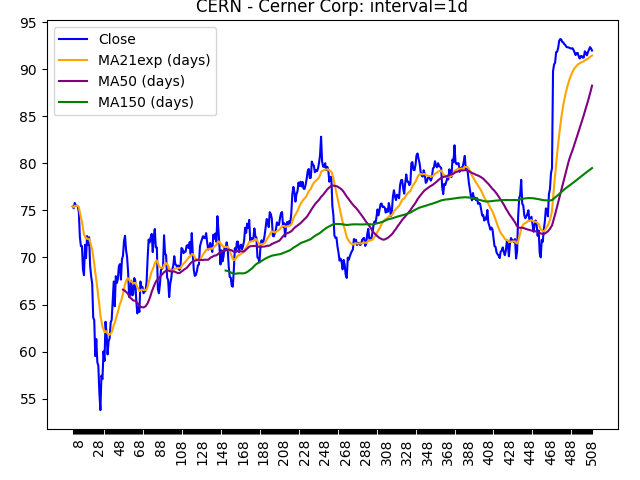 CERN - Cerner Corp: interval=1d
Close
MA21exp (days)
MA50 (days)
MA150 (days)
95
90
85
80
75
70
65
60
55
8 28 48 68 88 108 128 148 168 188 208 228 248 268 288 308 328 348 368 388 408 428 448 468 488 508